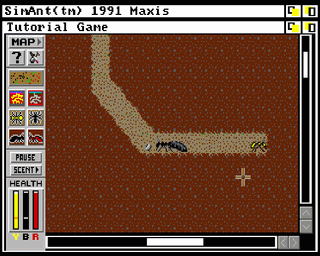 SimAnt(tm) 1991 Maxis
Tutorial Game
MAP
?
PAUSE
SCENT
HEALTH
Y B R